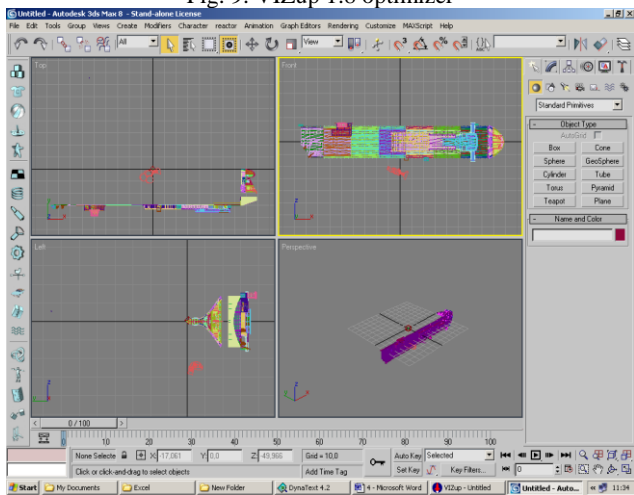 Fig. 9. VIZup 1.8 optimizer
Untitled - Autodesk 3ds Max 8 - Stand-alone License
File Edit Tools Group Views Create Modifiers Character reactor Animation Graph Editors Rendering Customize MAXScript Help
All View
Top Front
Left Perspective
Standard Primitives
- Object Type
AutoGrid
Box Cone
Sphere GeoSphere
Cylinder Tube
Torus Pyramid
Teapot Plane
- Name and Color
< 0 / 100 >
0 10 20 30 40 50 60 70 80 90 100
None Selecte X: -17,061 Y: 0,0 Z: -49,966 Grid = 10,0 Auto Key Selected
Click or click-and-drag to select objects Add Time Tag Set Key Key Filters... 0
Start My Documents Excel New Folder DynaText 4.2 4 - Microsoft Word VIZup - Untitled Untitled - Auto... 11:34